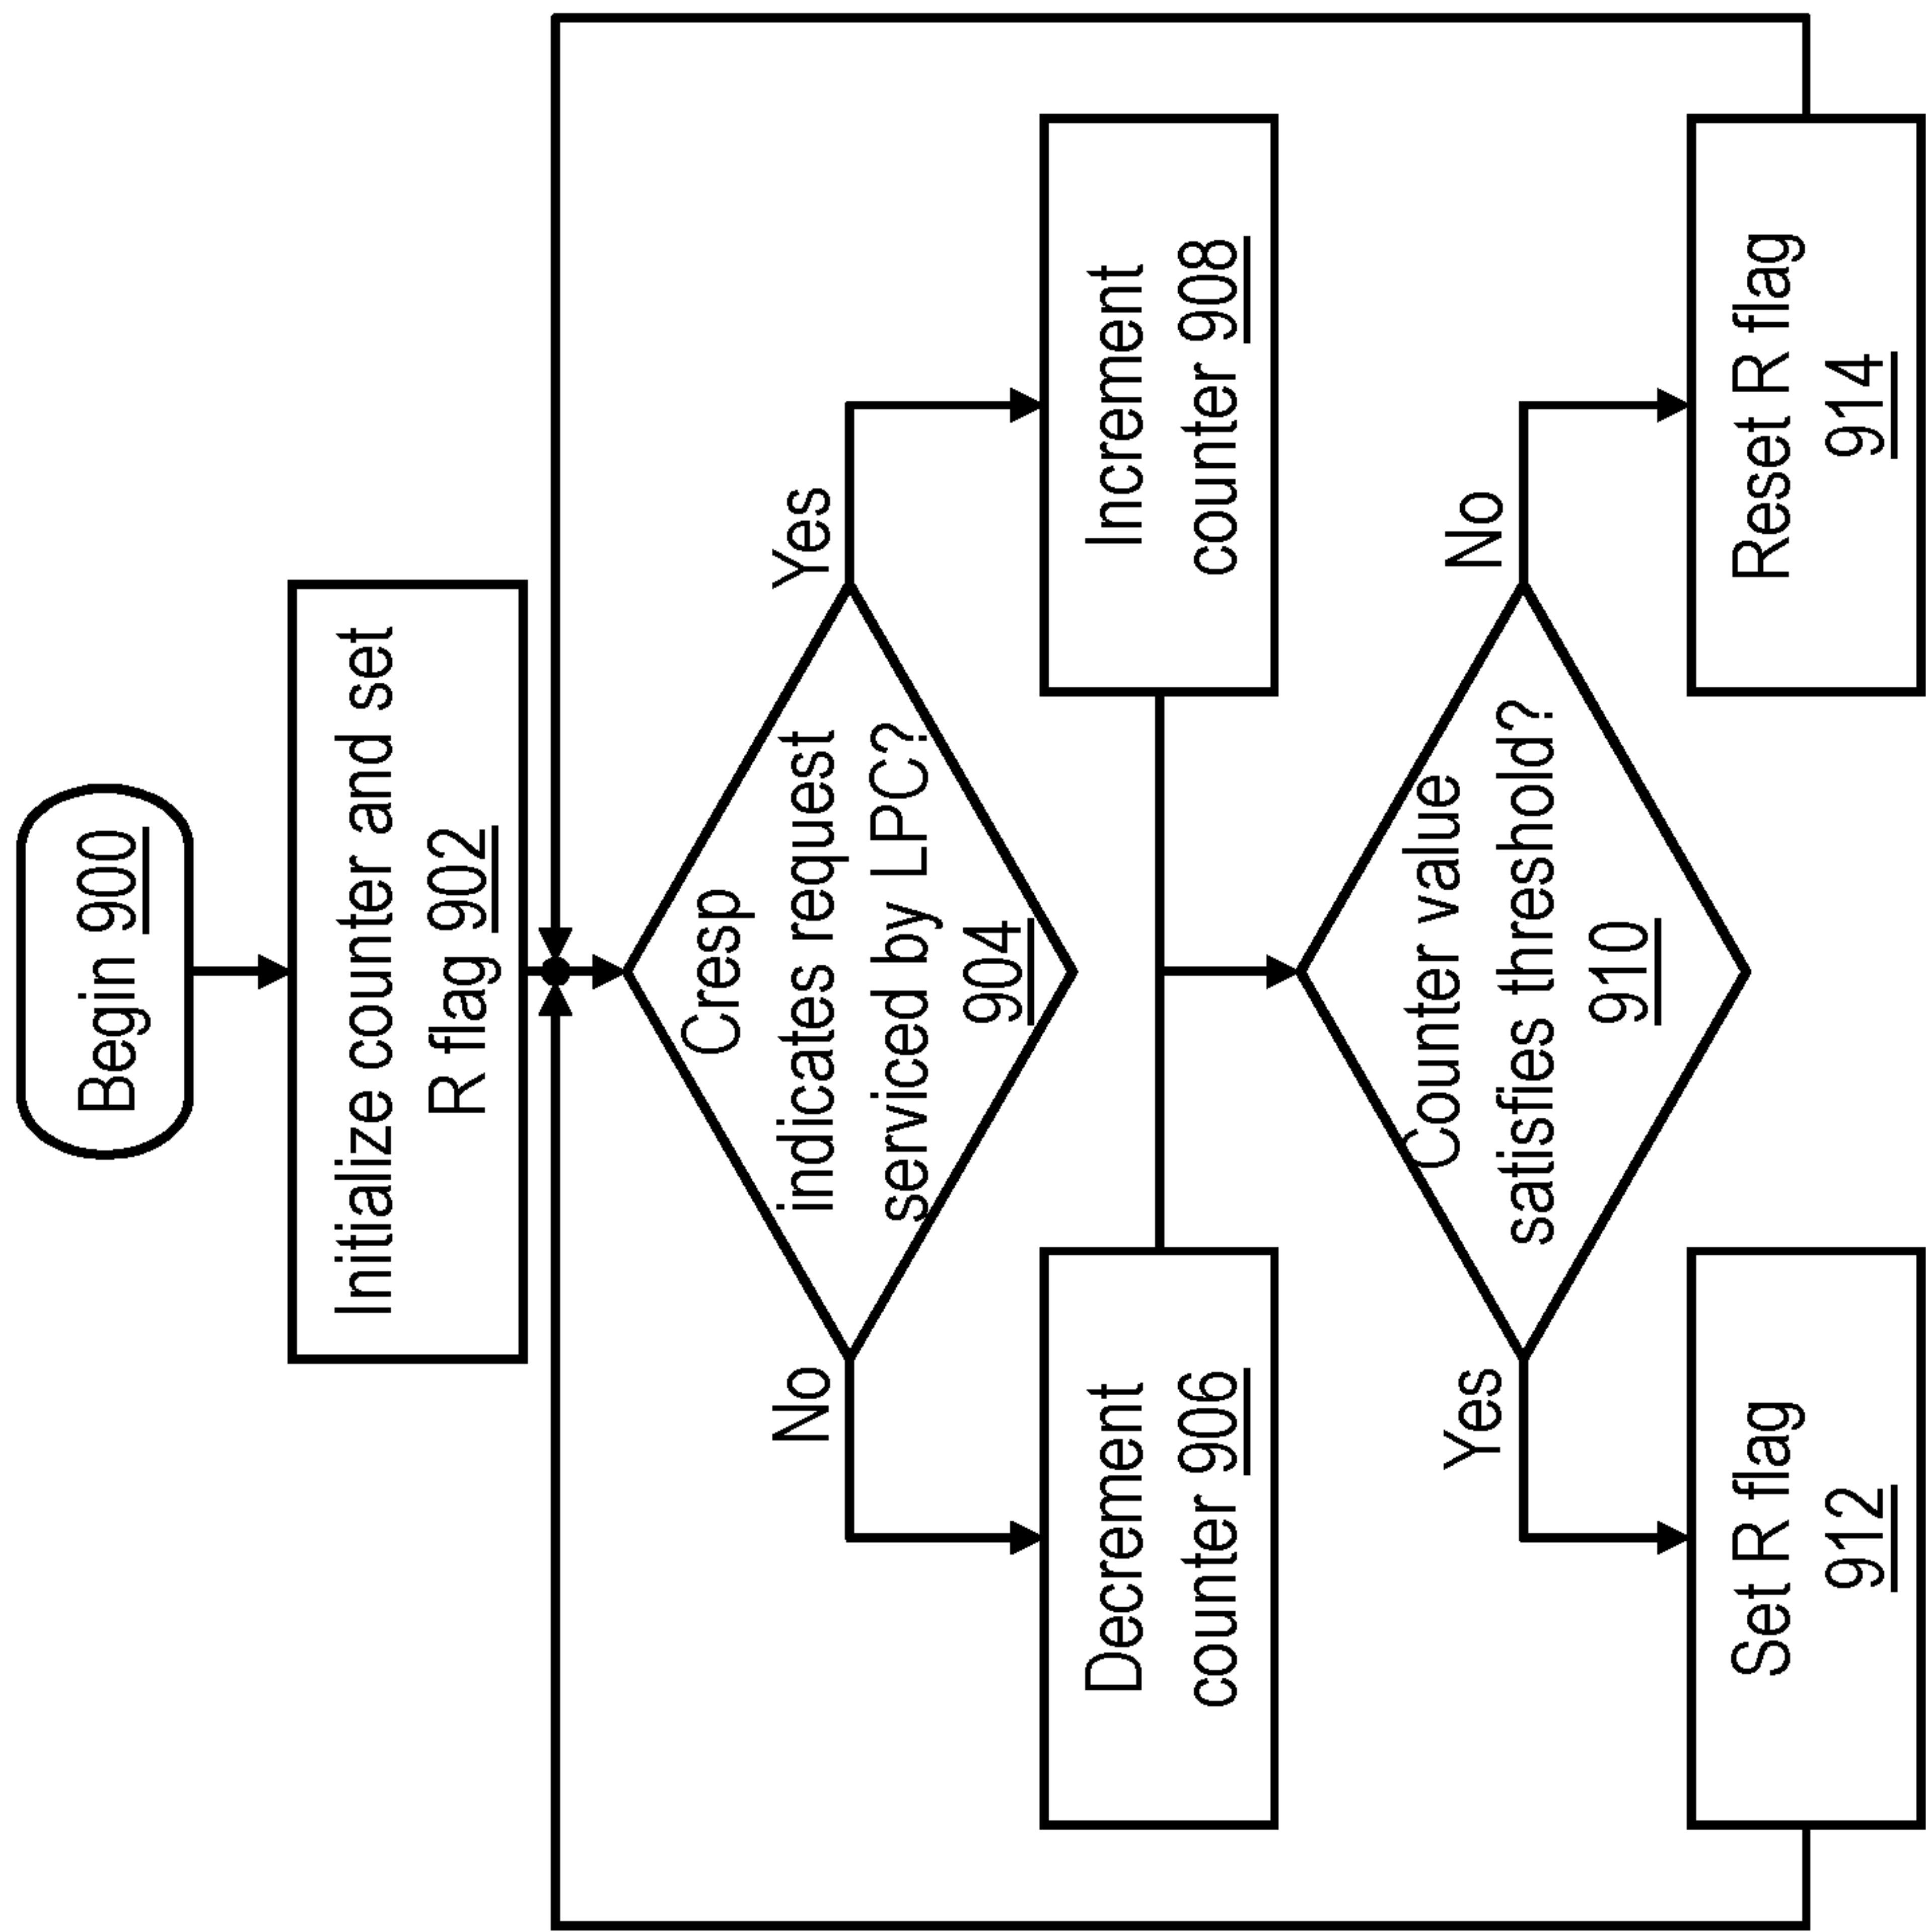 Begin 900
Initialize counter and set
R flag 902
Cresp
indicates request
serviced by LPC?
904
No
Yes
Decrement
counter 906
Increment
counter 908
Counter value
satisfies threshold?
910
Yes
No
Set R flag
912
Reset R flag
914